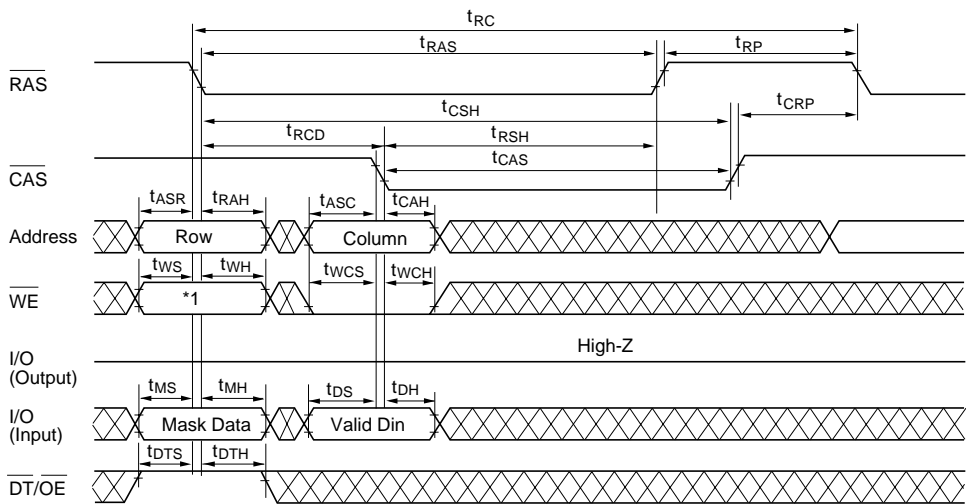 tRC
tRAS tRP
RAS
tCSH
tCRP
tRCD tRSH
tCAS
CAS
tASR tRAH tASC tCAH
Address Row Column
tWS tWH tWCS tWCH
WE *1
High-Z
I/O
(Output)
tMS tMH tDS tDH
I/O
(Input) Mask Data Valid Din
tDTS tDTH
DT/OE